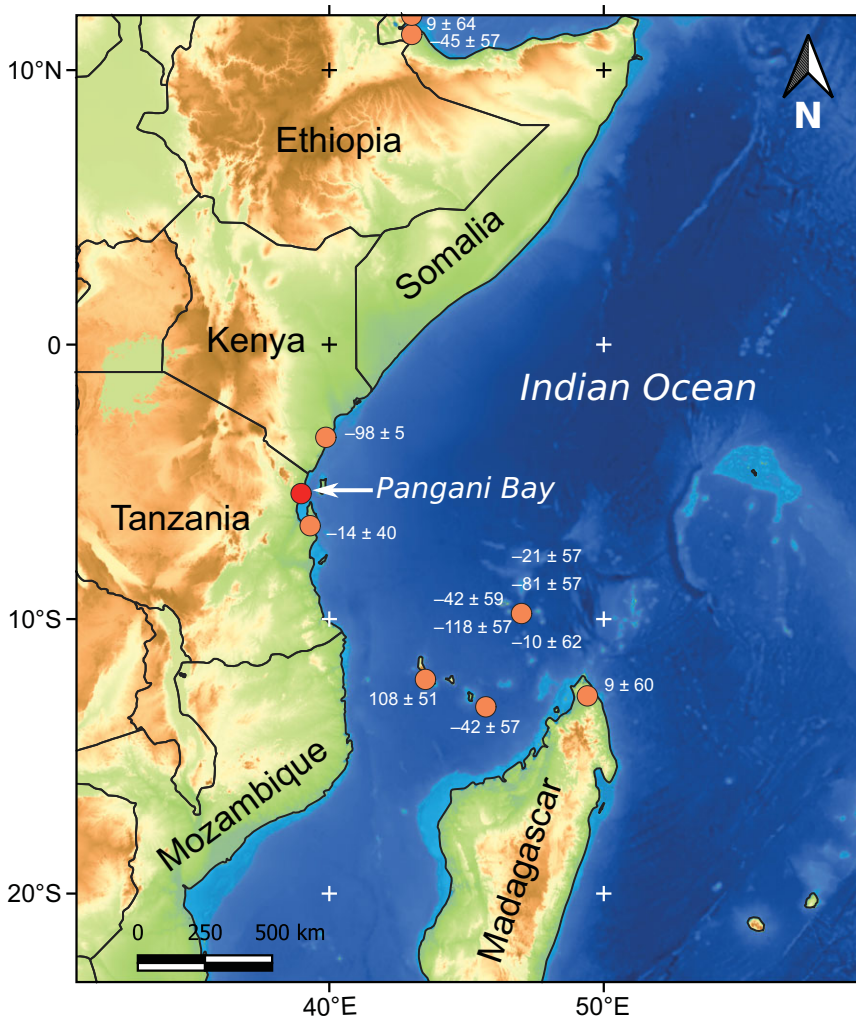 9 ± 64
–45 ± 57
10°N
N
Ethiopia
Somalia
0
Kenya
Indian Ocean
–98 ± 5
Pangani Bay
Tanzania
–14 ± 40
–21 ± 57
–81 ± 57
–42 ± 59
–118 ± 57
–10 ± 62
10°S
108 ± 51
–42 ± 57
9 ± 60
Mozambique
Madagascar
20°S
0 250 500 km
40°E 50°E